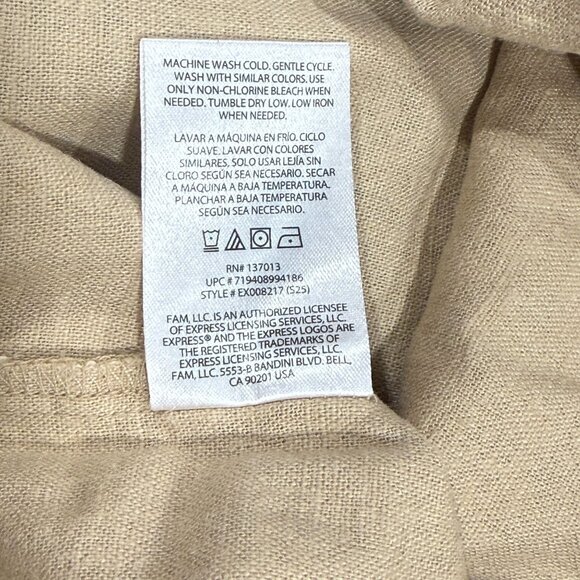 MACHINE WASH COLD. GENTLE CYCLE.
WASH WITH SIMILAR COLORS. USE
ONLY NON-CHLORINE BLEACH WHEN
NEEDED. TUMBLE DRY LOW. LOW IRON
WHEN NEEDED.
LAVAR A MÁQUINA EN FRÍO. CICLO
SUAVE. LAVAR CON COLORES
SIMILARES, SOLO USAR LEJÍA SIN
CLORO SEGÚN SEA NECESARIO. SECAR
A MÁQUINA A BAJA TEMPERATURA.
PLANCHAR A BAJA TEMPERATURA
SEGÚN SEA NECESARIO.
RN# 137013
UPC # 719408994186
STYLE # EX008217 (S25)
FAM, LLC. IS AN AUTHORIZED LICENSEE
OF EXPRESS LICENSING SERVICES, LLC.
EXPRESS® AND THE EXPRESS LOGOS ARE
THE REGISTERED TRADEMARKS OF
EXPRESS LICENSING SERVICES, LLC.
FAM, LLC. 5553-B BANDINI BLVD. BELL,
CA 90201 USA